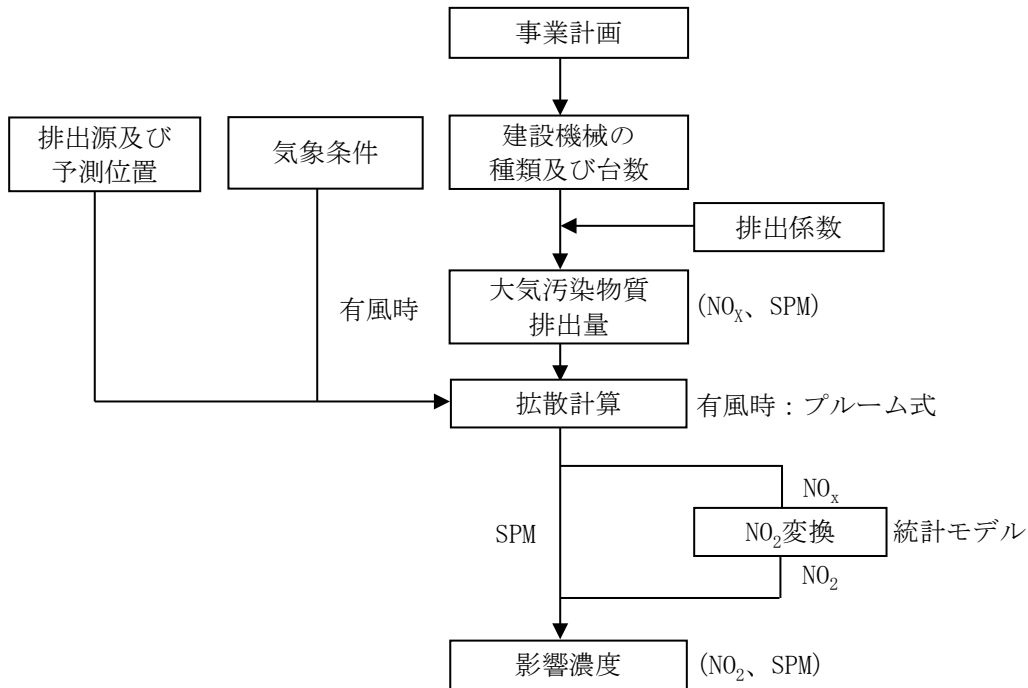 事業計画
排出源及び
予測位置
気象条件
建設機械の
種類及び台数
排出係数
有風時
大気汚染物質
排出量
(NOX、SPM)
拡散計算
有風時：プルーム式
NOx
SPM
NO2変換
統計モデル
NO2
影響濃度
(NO2、SPM)